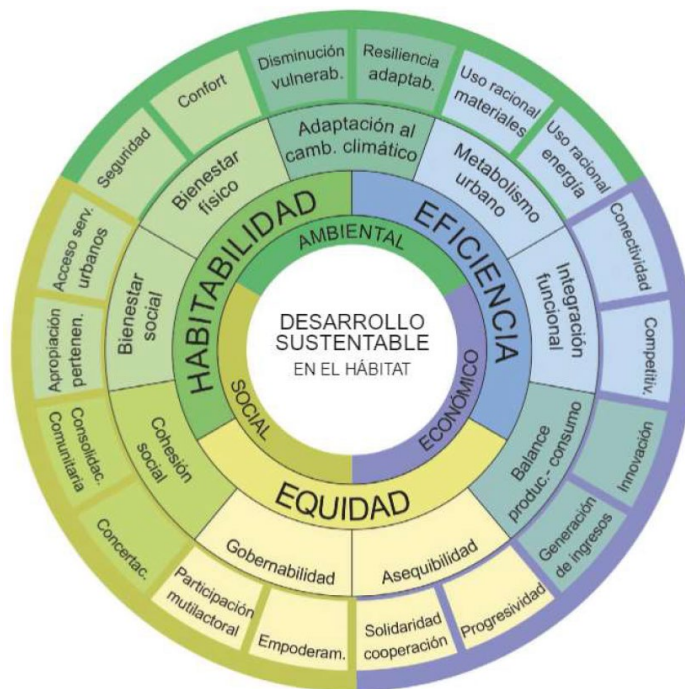 DESARROLLO
SUSTENTABLE
EN EL HÁBITAT
AMBIENTAL
ECONÓMICO
SOCIAL
HABITABILIDAD
EFICIENCIA
EQUIDAD
Adaptación al
camb. climático
Metabolismo
urbano
Integración
funcional
Balance
produc.- consumo
Asequibilidad
Gobernabilidad
Cohesión
social
Bienestar
social
Bienestar
físico
Disminución
vulnerab.
Resiliencia
adaptab.
Uso racional
materiales
Uso racional
energía
Conectividad
Competitiv.
Innovación
Generación
de ingresos
Progresividad
Solidaridad
cooperación
Empoderam.
Participación
mutilactoral
Concertac.
Consolidac.
Comunitaria
Apropiación
pertenen.
Acceso serv.
urbanos
Seguridad
Confort